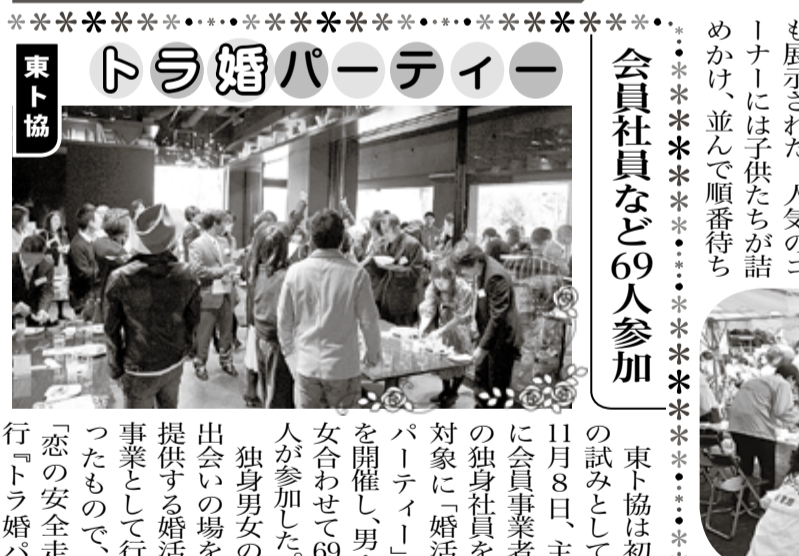 も展示された。人気のコ
ーナーには子供たちが詰
めかけ、並んで順番待ち
東ト協
トラ婚パーティー
会員社員など69人参加
東ト協は初
の試みとして
11月8日、主
に会員事業者
の独身社員を
対象に「婚活
パーティー」
を開催し、男
女合わせて69
人が参加した。
独身男女の
出会いの場を
提供する婚活
事業として行
ったもので、
「恋の安全走
行『トラ婚パ